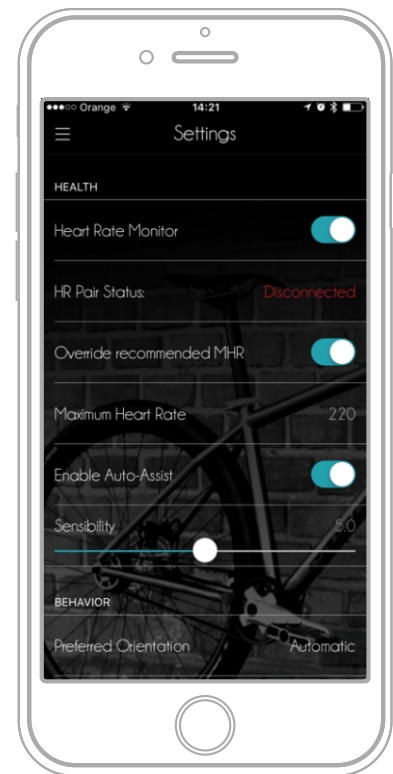 Orange 14:21
Settings
HEALTH
Heart Rate Monitor
HR Pair Status: Disconnected
Override recommended MHR
Maximum Heart Rate 220
Enable Auto-Assist
Sensibility 5.0
BEHAVIOR
Preferred Orientation Automatic